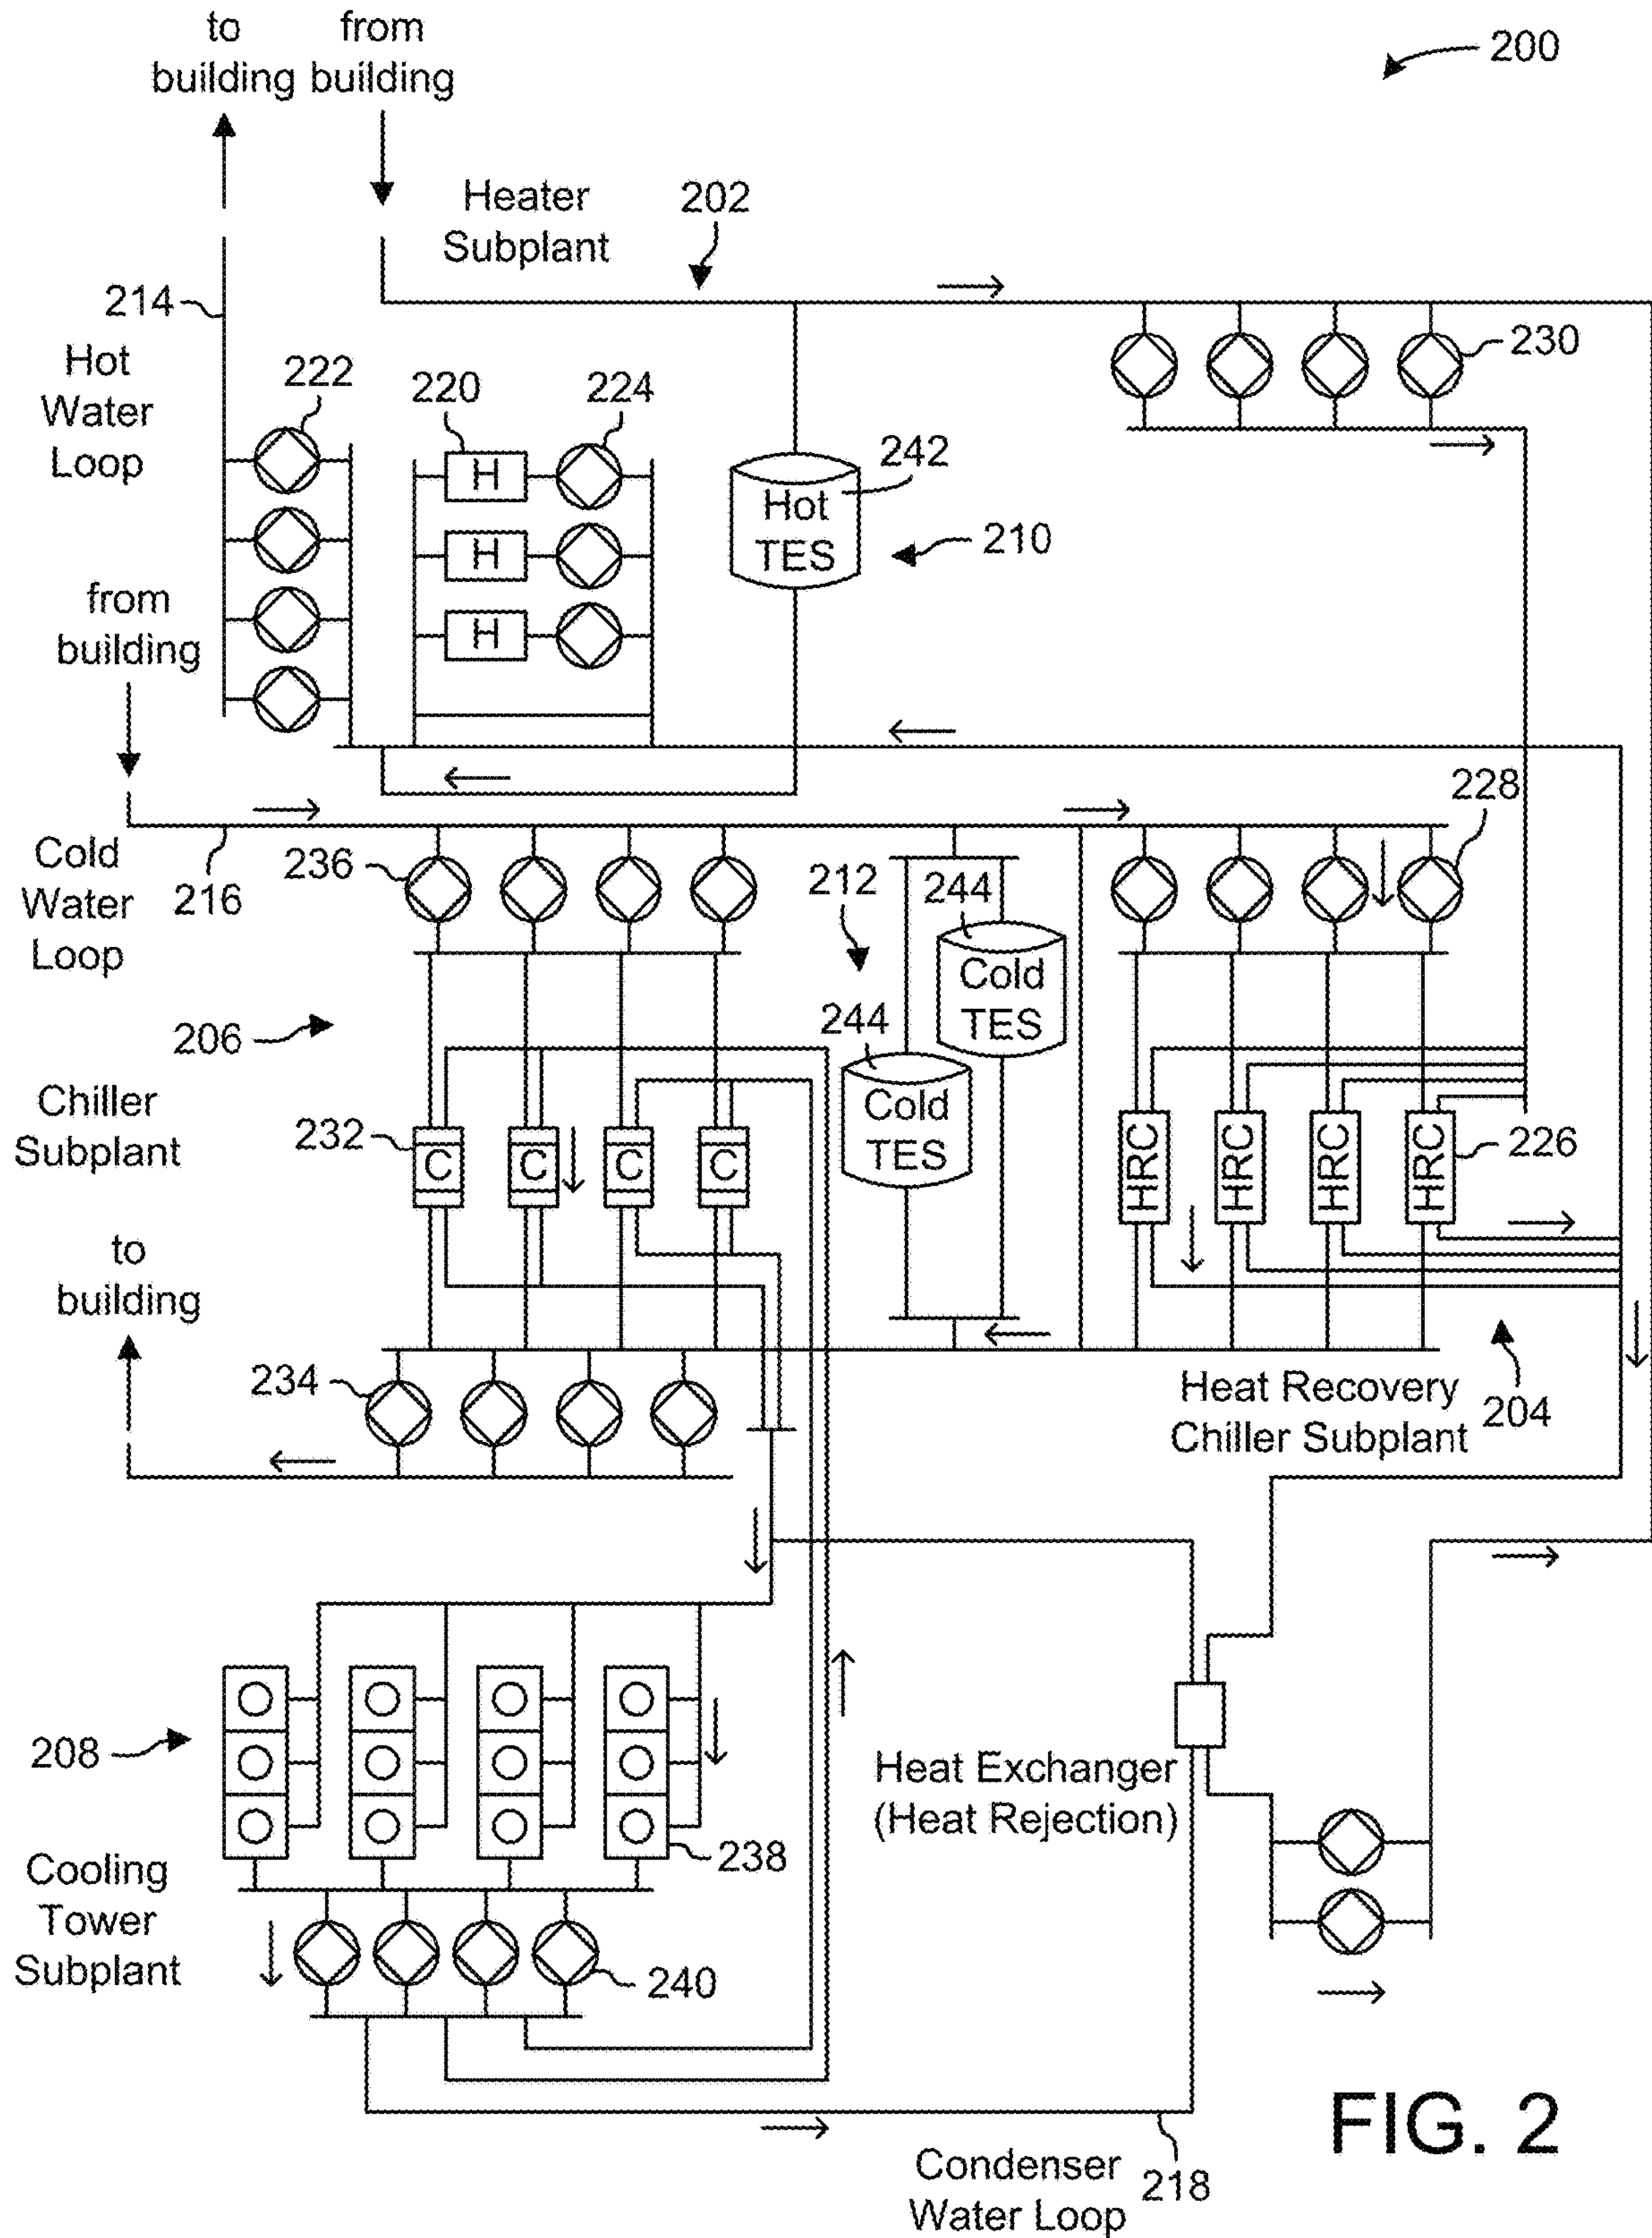 to
building
from
building
200
Heater
Subplant
202
214
Hot
Water
Loop
222
220
224
230
H
H
H
Hot
TES
242
210
from
building
228
Cold
Water
Loop
216
236
212
244
Cold
TES
244
Cold
TES
206
Chiller
Subplant
232
C
C
C
C
HRC
HRC
HRC
HRC
226
to
building
234
Heat Recovery
Chiller Subplant
204
208
Heat Exchanger
(Heat Rejection)
238
Cooling
Tower
Subplant
240
FIG. 2
Condenser
Water Loop
218